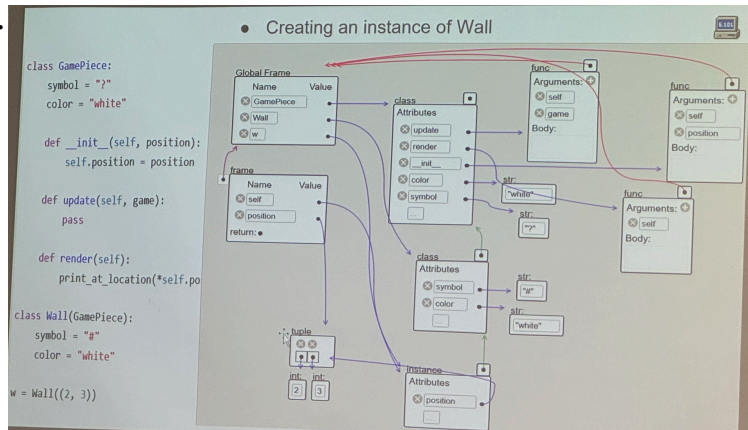 • Creating an instance of Wall
6.101
class GamePiece:
symbol = "?"
color = "white"
def __init__(self, position):
self.position = position
def update(self, game):
pass
def render(self):
print_at_location(*self.po
class Wall(GamePiece):
symbol = "#"
color = "white"
w = Wall((2, 3))
Global Frame
Name Value
GamePiece
Wall
w
frame
Name Value
self
position
return:
class
Attributes
update
render
__init__
color
symbol
...
func
Arguments:
self
game
Body:
func
Arguments:
self
position
Body:
str:
"white"
str:
"?"
func
Arguments:
self
Body:
class
Attributes
symbol
color
...
str:
"#"
str:
"white"
tuple
int: int:
2 3
instance
Attributes
position
...